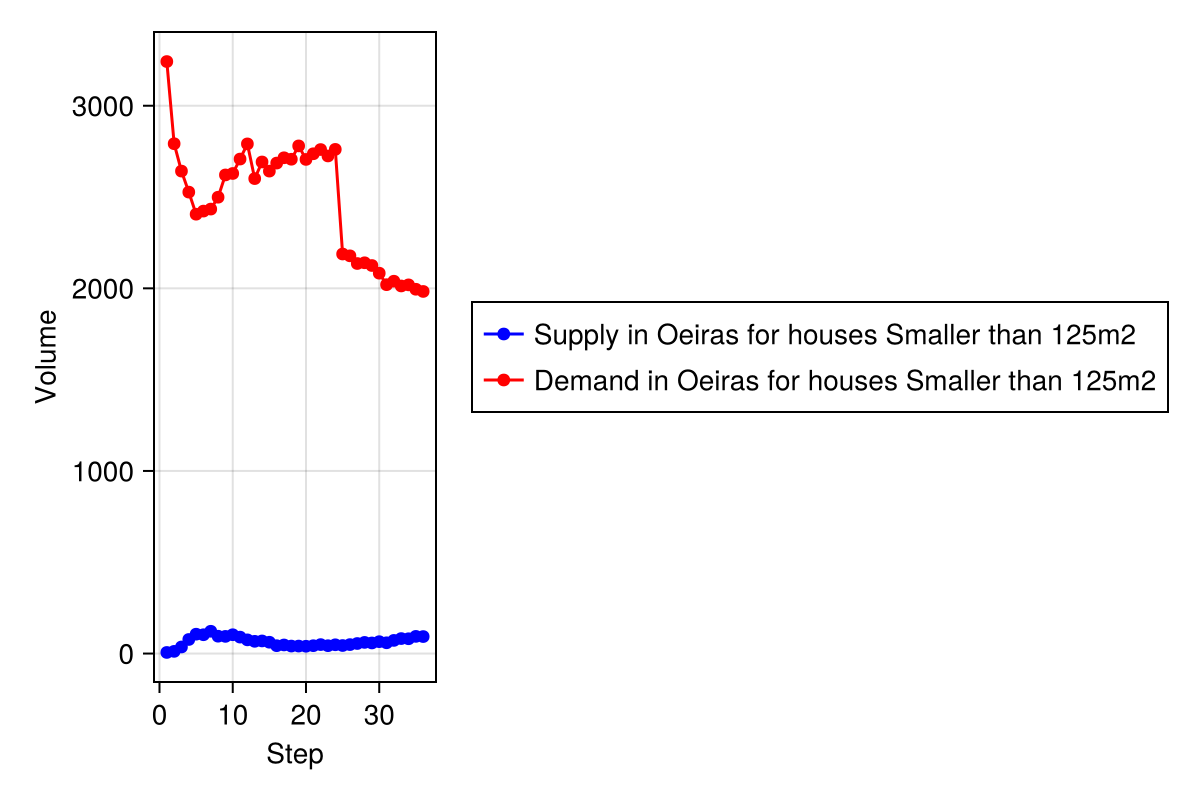 3000
2000
1000
0
Volume
0 10 20 30
Step
Supply in Oeiras for houses Smaller than 125m2
Demand in Oeiras for houses Smaller than 125m2